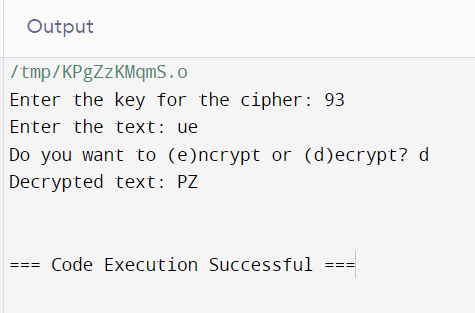 Output
/tmp/KPgZzKMqmS.o
Enter the key for the cipher: 93
Enter the text: ue
Do you want to (e)ncrypt or (d)ecrypt? d
Decrypted text: PZ
=== Code Execution Successful ===